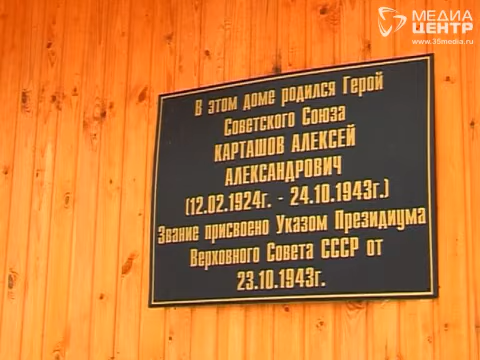 МЕДИА
ЦЕНТР
www.35media.ru
В этом доме родился Герой
Советского Союза
КАРТАШОВ АЛЕКСЕЙ
АЛЕКСАНДРОВИЧ
(12.02.1924г. - 24.10.1943г.)
Звание присвоено Указом Президиума
Верховного Совета СССР от
23.10.1943г.